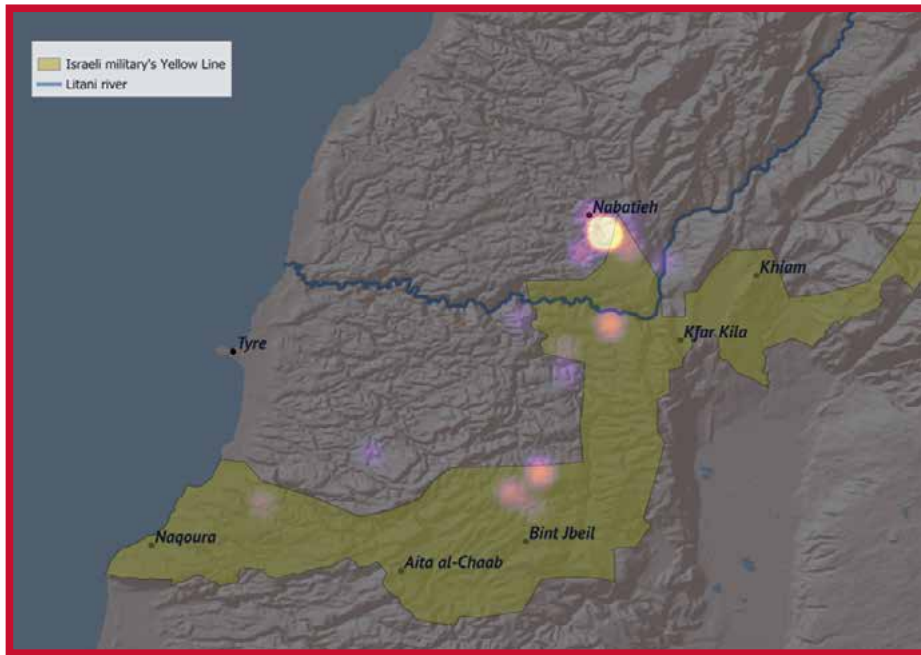 Israeli military's Yellow Line
Litani river
Nabatieh
Khiam
Kfar Kila
Tyre
Bint Jbeil
Naqoura
Aita al-Chaab